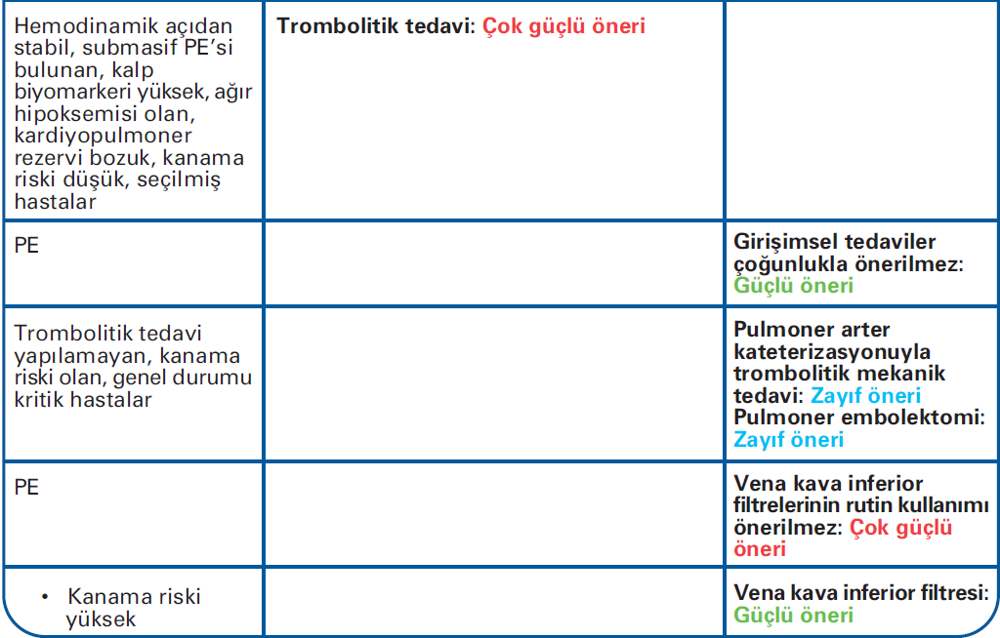 Hemodinamik açıdan
stabil, submasif PE’si
bulunan, kalp
biyomarkeri yüksek, ağır
hipoksemisi olan,
kardiyopulmoner
rezervi bozuk, kanama
riski düşük, seçilmiş
hastalar
Trombolitik tedavi: Çok güçlü öneri
PE
Girişimsel tedaviler
çoğunlukla önerilmez:
Güçlü öneri
Trombolitik tedavi
yapılamayan, kanama
riski olan, genel durumu
kritik hastalar
Pulmoner arter
kateterizasyonuyla
trombolitik mekanik
tedavi: Zayıf öneri
Pulmoner embolektomi:
Zayıf öneri
PE
Vena kava inferior
filtrelerinin rutin kullanımı
önerilmez: Çok güçlü
öneri
• Kanama riski
yüksek
Vena kava inferior filtresi:
Güçlü öneri